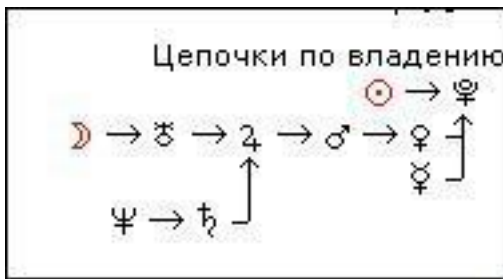 Цепочки по владению
☉ → ♇
☽ → ♅ → ♃ → ♂ → ♀
☿
♆ → ♄